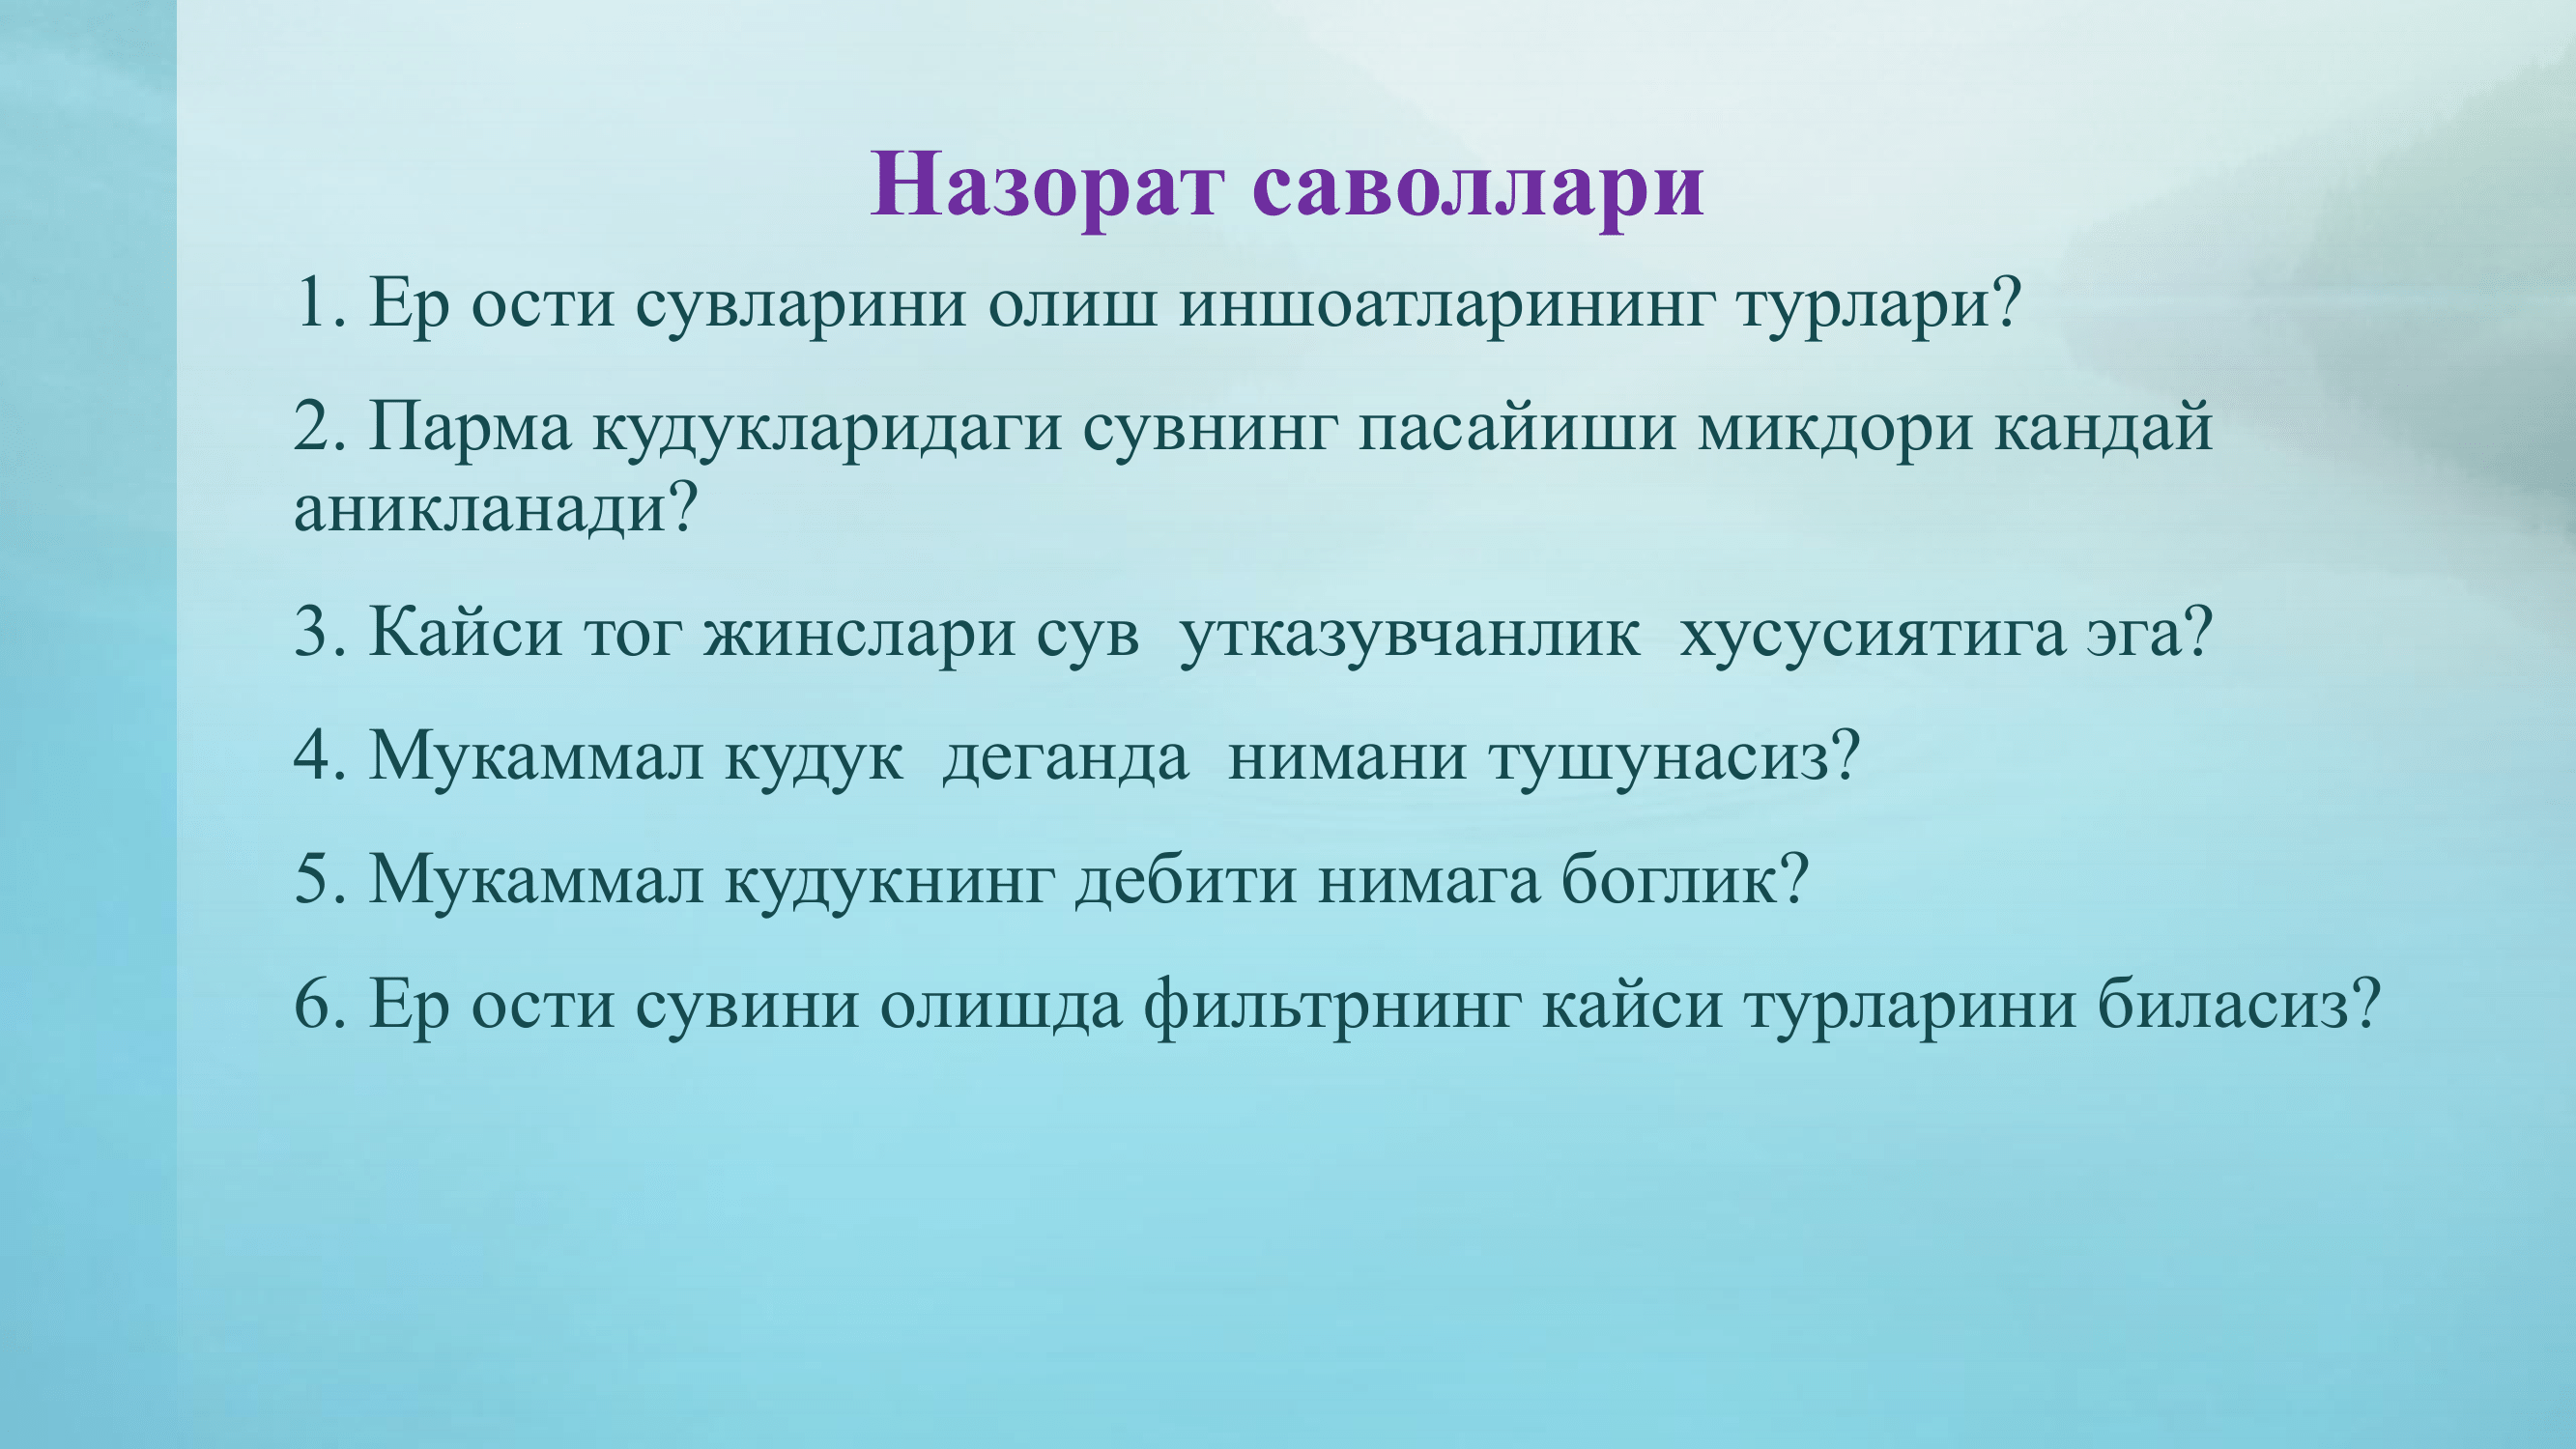 Назорат саволлари
1. Ер ости сувларини олиш иншоатларининг турлари?
2. Парма кудукларидаги сувнинг пасайиши микдори кандай
аникланади?
3. Кайси тог жинслари сув  утказувчанлик  хусусиятига эга?
4. Мукаммал кудук  деганда  нимани тушунасиз?
5. Мукаммал кудукнинг дебити нимага боглик?
6. Ер ости сувини олишда фильтрнинг кайси турларини биласиз?